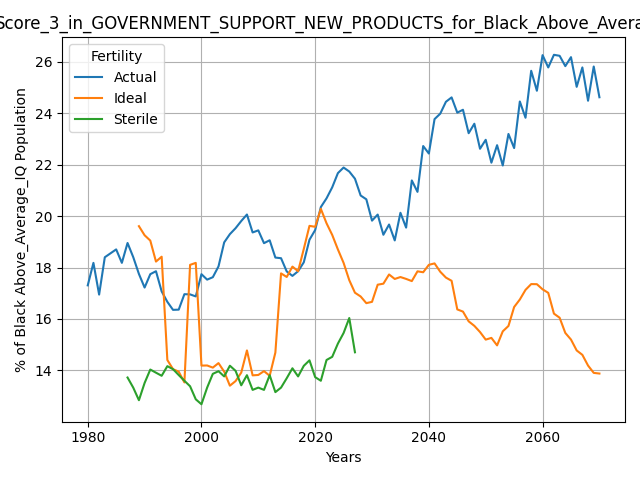 Score_3_in_GOVERNMENT_SUPPORT_NEW_PRODUCTS_for_Black_Above_Avera
Fertility
Actual
Ideal
Sterile
% of Black Above_Average_IQ Population
26
24
22
20
18
16
14
1980
2000
2020
2040
2060
Years